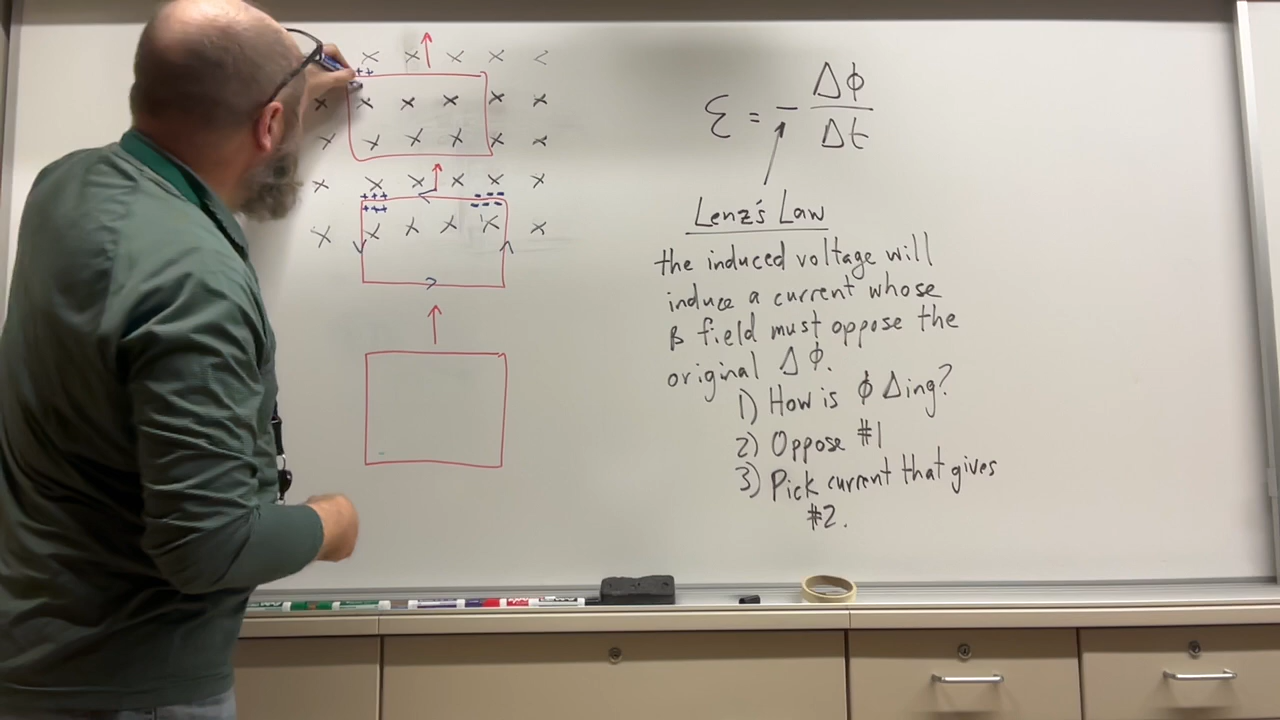 x x x x x
++
x x x x x x
x x x x x x
x x x x x x
+++ ---
+++ ---
x x x x x x
ε = - Δϕ
Δt
Lenz's Law
the induced voltage will
induce a current whose
B field must oppose the
original Δϕ.
1) How is ϕ Δing?
2) Oppose #1
3) Pick current that gives
#2.